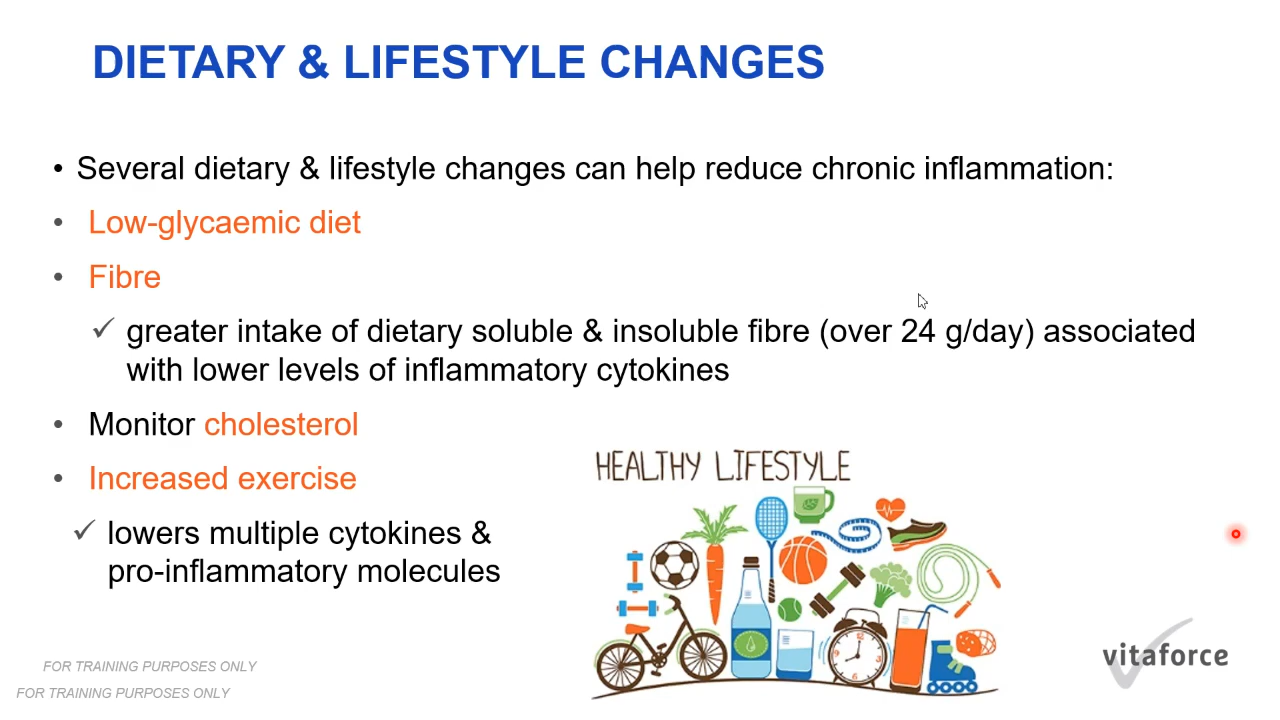 DIETARY & LIFESTYLE CHANGES
• Several dietary & lifestyle changes can help reduce chronic inflammation:
• Low-glycaemic diet
• Fibre
✓ greater intake of dietary soluble & insoluble fibre (over 24 g/day) associated
with lower levels of inflammatory cytokines
• Monitor cholesterol
• Increased exercise
✓ lowers multiple cytokines &
pro-inflammatory molecules
HEALTHY LIFESTYLE
vitaforce
FOR TRAINING PURPOSES ONLY
FOR TRAINING PURPOSES ONLY